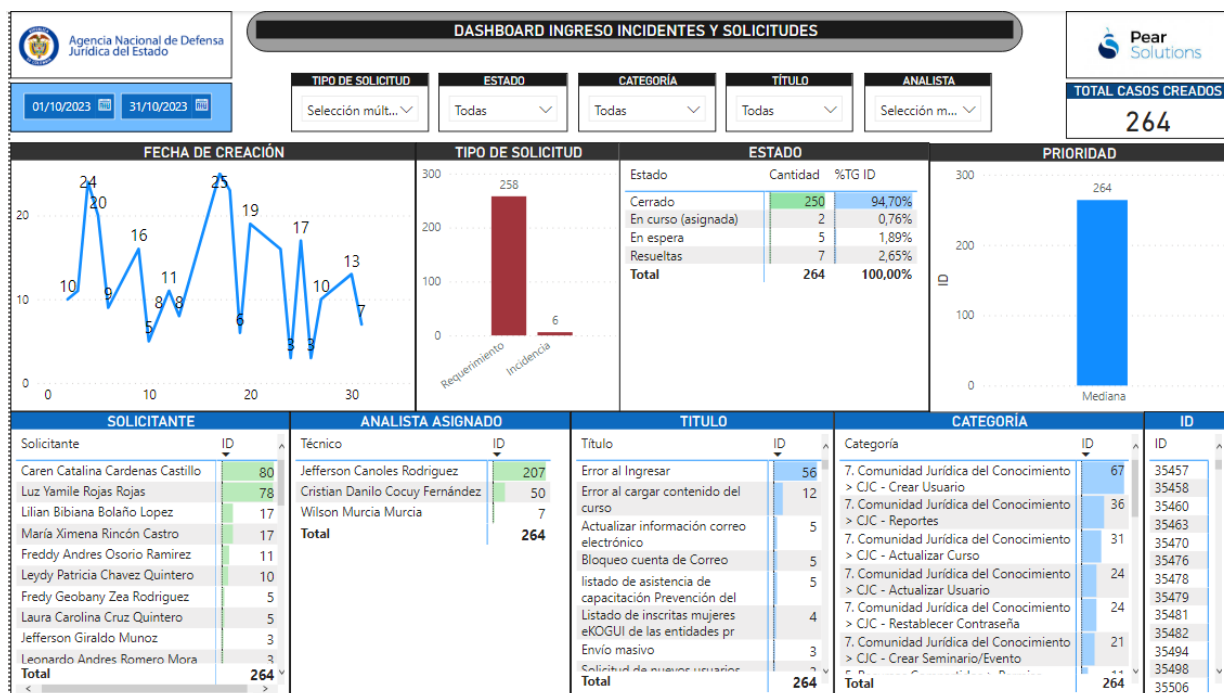 Agencia Nacional de Defensa
Jurídica del Estado
DASHBOARD INGRESO INCIDENTES Y SOLICITUDES
Pear
Solutions
01/10/2023
31/10/2023
TIPO DE SOLICITUD
Selección múlt...
ESTADO
Todas
CATEGORÍA
Todas
TÍTULO
Todas
ANALISTA
Selección m...
TOTAL CASOS CREADOS
264
FECHA DE CREACIÓN
20
10
0
10
24
20
9
16
5
8
11
8
25
19
6
3
17
3
10
13
7
0
10
20
30
TIPO DE SOLICITUD
300
200
100
0
258
6
Requerimiento
Incidencia
ESTADO
Estado Cantidad %TG ID
Cerrado 250 94,70%
En curso (asignada) 2 0,76%
En espera 5 1,89%
Resueltas 7 2,65%
Total 264 100,00%
PRIORIDAD
300
200
100
0
ID
264
Mediana
SOLICITANTE
Solicitante ID
Caren Catalina Cardenas Castillo 80
Luz Yamile Rojas Rojas 78
Lilian Bibiana Bolaño Lopez 17
María Ximena Rincón Castro 17
Freddy Andres Osorio Ramirez 11
Leydy Patricia Chavez Quintero 10
Fredy Geobany Zea Rodriguez 5
Laura Carolina Cruz Quintero 5
Jefferson Giraldo Munoz 3
Leonardo Andres Romero Mora 3
Total 264
ANALISTA ASIGNADO
Técnico ID
Jefferson Canoles Rodriguez 207
Cristian Danilo Cocuy Fernández 50
Wilson Murcia Murcia 7
Total 264
TITULO
Título ID
Error al Ingresar 56
Error al cargar contenido del
curso 12
Actualizar información correo
electrónico 5
Bloqueo cuenta de Correo 5
listado de asistencia de
capacitación Prevención del 5
Listado de inscritas mujeres
eKOGUI de las entidades pr 4
Envío masivo 3
Solicitud de nuevos usuarios
Total 264
CATEGORÍA
Categoría ID
7. Comunidad Jurídica del Conocimiento
> CJC - Crear Usuario 67
7. Comunidad Jurídica del Conocimiento
> CJC - Reportes 36
7. Comunidad Jurídica del Conocimiento
> CJC - Actualizar Curso 31
7. Comunidad Jurídica del Conocimiento
> CJC - Actualizar Usuario 24
7. Comunidad Jurídica del Conocimiento
> CJC - Restablecer Contraseña 24
7. Comunidad Jurídica del Conocimiento
> CJC - Crear Seminario/Evento 21
Total 264
ID
ID
35457
35458
35460
35463
35470
35476
35478
35479
35481
35482
35494
35498
35506